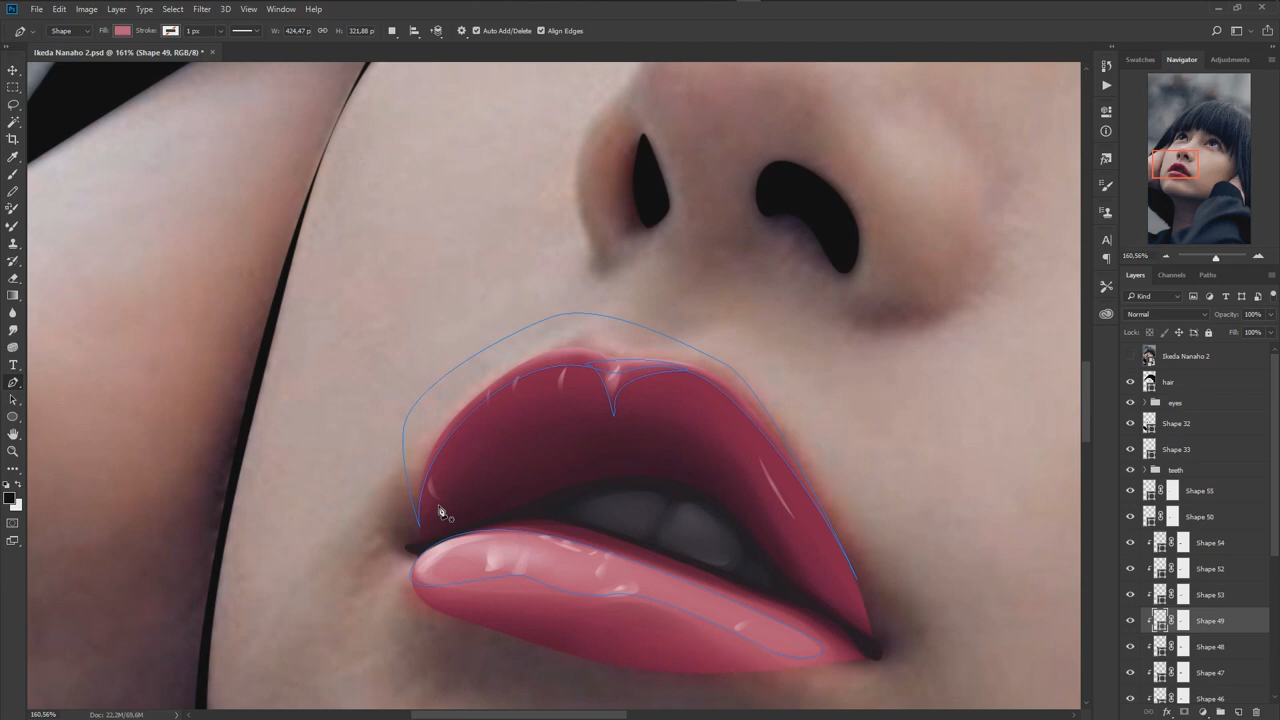 Ps File Edit Image Layer Type Select Filter 3D View Window Help
Shape Fill: Stroke: 1 px W: 424,47 p H: 321,88 p Auto Add/Delete Align Edges
Ikeda Nanaho 2.psd @ 161% (Shape 49, RGB/8) * ×
Swatches Navigator Adjustments
160,56%
Layers Channels Paths
Kind
Normal Opacity: 100%
Lock: Fill: 100%
Ikeda Nanaho 2
hair
eyes
Shape 32
Shape 33
teeth
Shape 55
Shape 50
Shape 54
Shape 52
Shape 53
Shape 49
Shape 48
Shape 47
Shape 46
160,56% Doc: 22,2M/69,6M